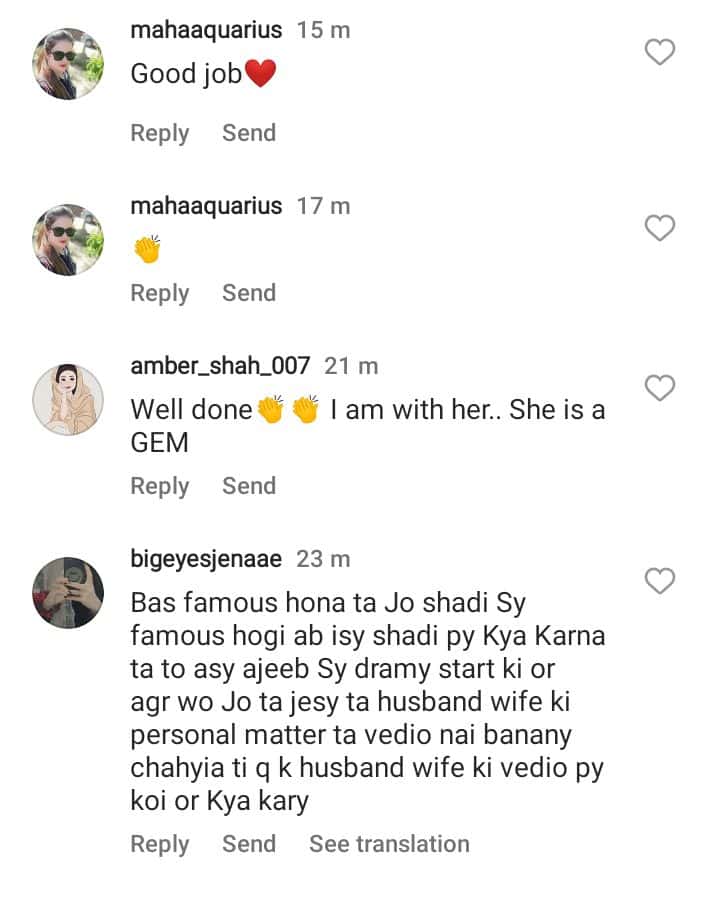 mahaaquarius 15 m
Good job❤️
Reply Send
mahaaquarius 17 m
👏
Reply Send
amber_shah_007 21 m
Well done👏👏 I am with her.. She is a
GEM
Reply Send
bigeyesjenaae 23 m
Bas famous hona ta Jo shadi Sy
famous hogi ab isy shadi py Kya Karna
ta to asy ajeeb Sy dramy start ki or
agr wo Jo ta jesy ta husband wife ki
personal matter ta vedio nai banany
chahyia ti q k husband wife ki vedio py
koi or Kya kary
Reply Send See translation